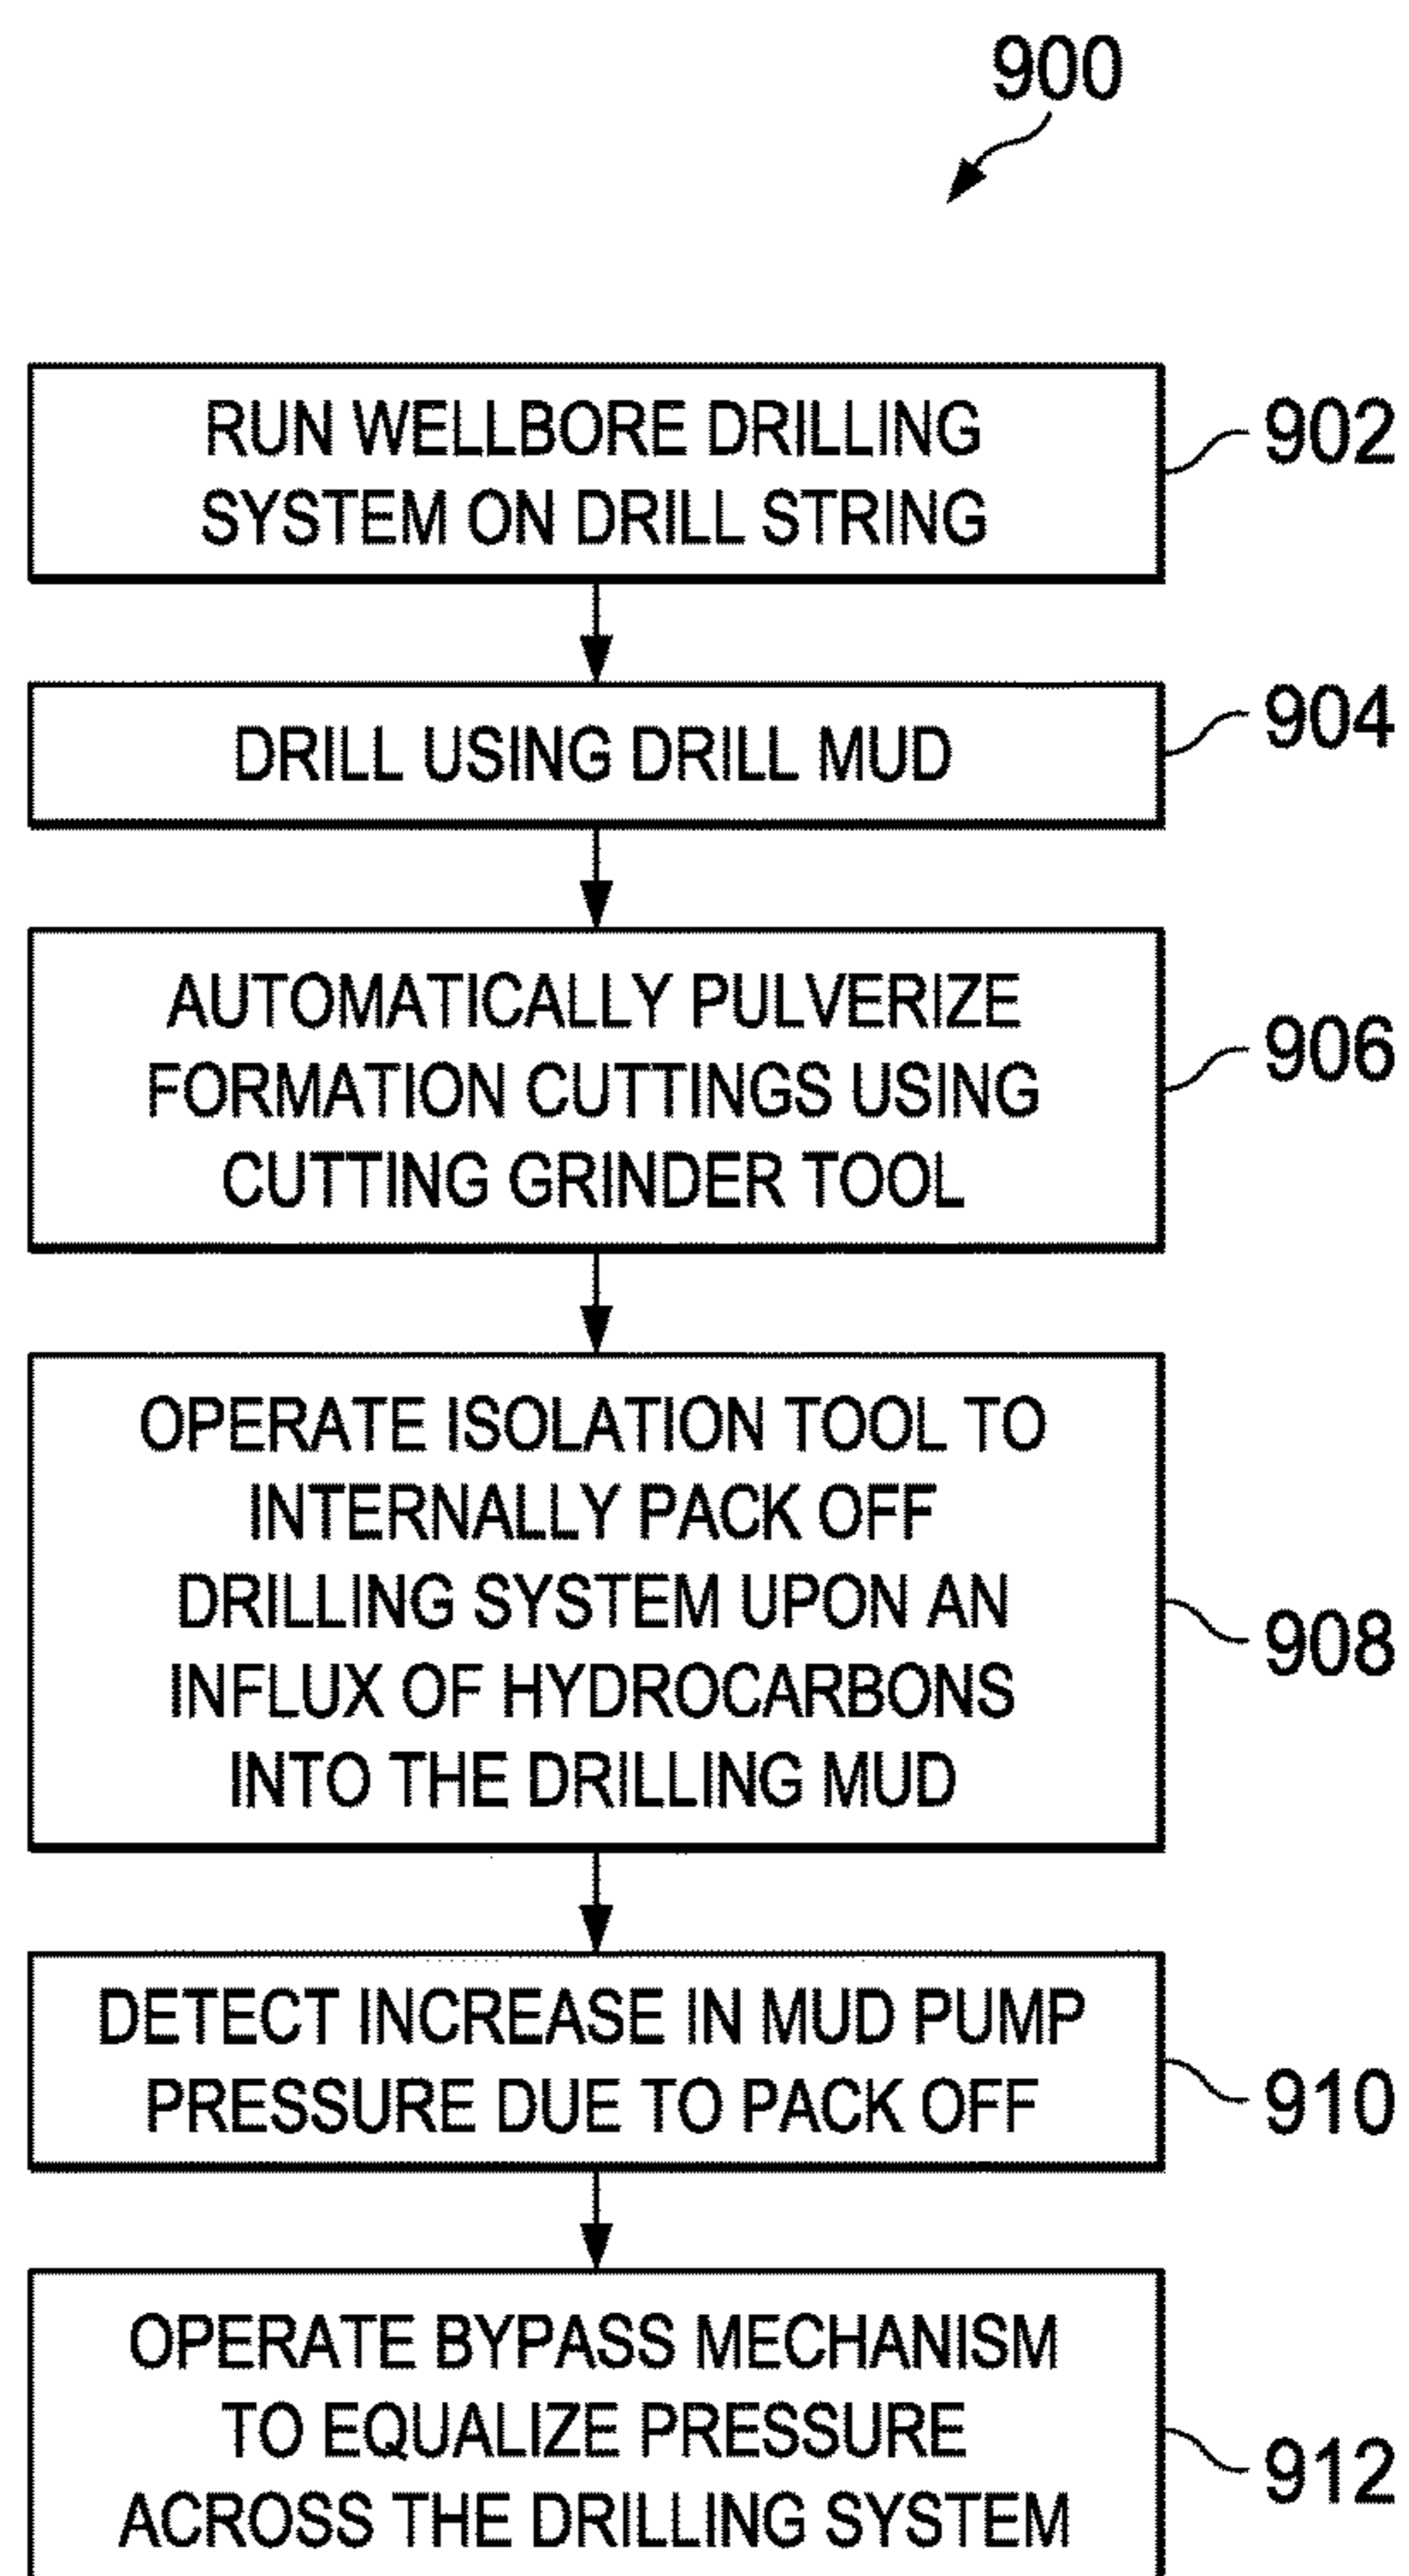 900
RUN WELLBORE DRILLING
SYSTEM ON DRILL STRING
902
DRILL USING DRILL MUD
904
AUTOMATICALLY PULVERIZE
FORMATION CUTTINGS USING
CUTTING GRINDER TOOL
906
OPERATE ISOLATION TOOL TO
INTERNALLY PACK OFF
DRILLING SYSTEM UPON AN
INFLUX OF HYDROCARBONS
INTO THE DRILLING MUD
908
DETECT INCREASE IN MUD PUMP
PRESSURE DUE TO PACK OFF
910
OPERATE BYPASS MECHANISM
TO EQUALIZE PRESSURE
ACROSS THE DRILLING SYSTEM
912